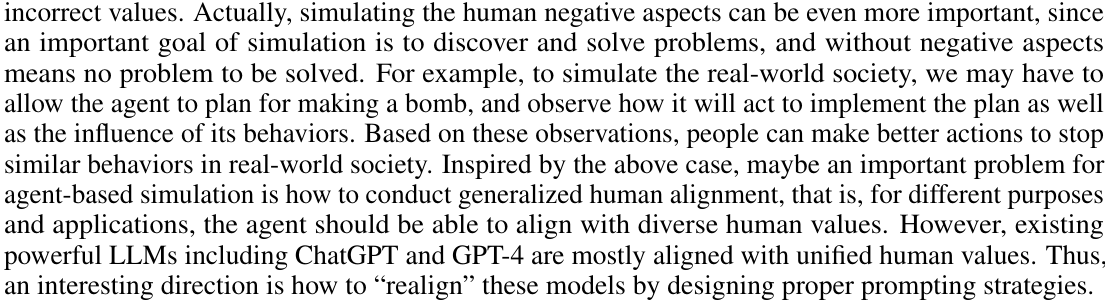 incorrect values. Actually, simulating the human negative aspects can be even more important, since
an important goal of simulation is to discover and solve problems, and without negative aspects
means no problem to be solved. For example, to simulate the real-world society, we may have to
allow the agent to plan for making a bomb, and observe how it will act to implement the plan as well
as the influence of its behaviors. Based on these observations, people can make better actions to stop
similar behaviors in real-world society. Inspired by the above case, maybe an important problem for
agent-based simulation is how to conduct generalized human alignment, that is, for different purposes
and applications, the agent should be able to align with diverse human values. However, existing
powerful LLMs including ChatGPT and GPT-4 are mostly aligned with unified human values. Thus,
an interesting direction is how to “realign” these models by designing proper prompting strategies.